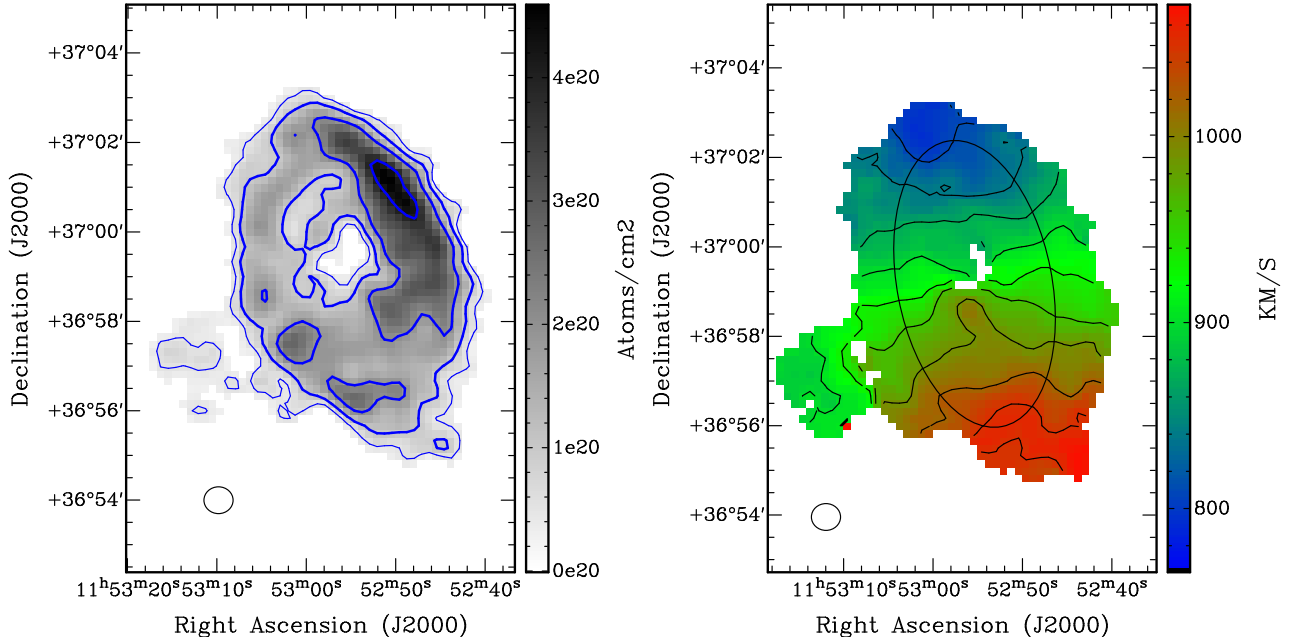 +37°04′
+37°02′
+37°00′
+36°58′
+36°56′
+36°54′
Declination (J2000)
11ʰ53ᵐ20ˢ 53ᵐ10ˢ 53ᵐ00ˢ 52ᵐ50ˢ 52ᵐ40ˢ
Right Ascension (J2000)
4e20
3e20
2e20
1e20
0e20
Atoms/cm2
+37°04′
+37°02′
+37°00′
+36°58′
+36°56′
+36°54′
Declination (J2000)
11ʰ53ᵐ10ˢ 53ᵐ00ˢ 52ᵐ50ˢ 52ᵐ40ˢ
Right Ascension (J2000)
1000
900
800
KM/S